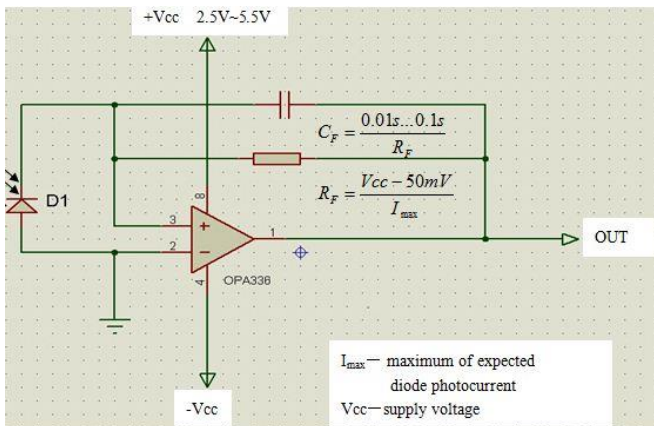 +Vcc 2.5V~5.5V
C_F = 0.01s...0.1s / R_F
R_F = Vcc − 50mV / I_max
D1
8
3
+
1
2
−
4
OPA336
OUT
-Vcc
I_max— maximum of expected
diode photocurrent
Vcc—supply voltage